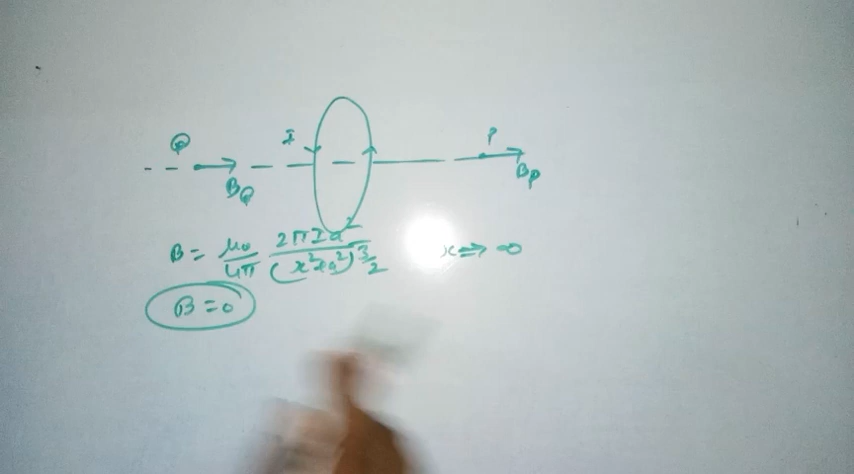 Q I P
B_Q B_P
B = μ₀/4π 2πIa²/(x²+a²)^3/2 x ⇒ ∞
B = 0